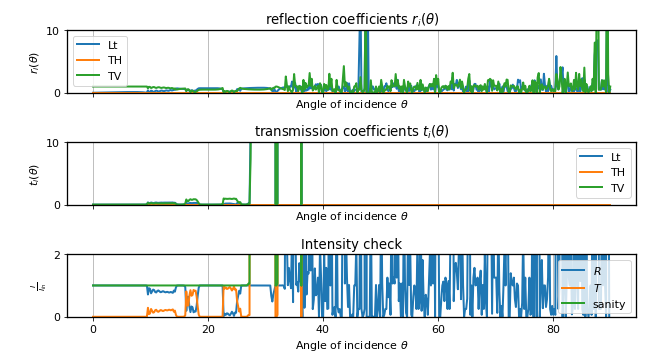 reflection coefficients r_i(θ)
10
0
r_i(θ)
Lt
TH
TV
Angle of incidence θ
transmission coefficients t_i(θ)
10
0
t_i(θ)
Lt
TH
TV
Angle of incidence θ
Intensity check
2
0
R
T
sanity
0 20 40 60 80
Angle of incidence θ